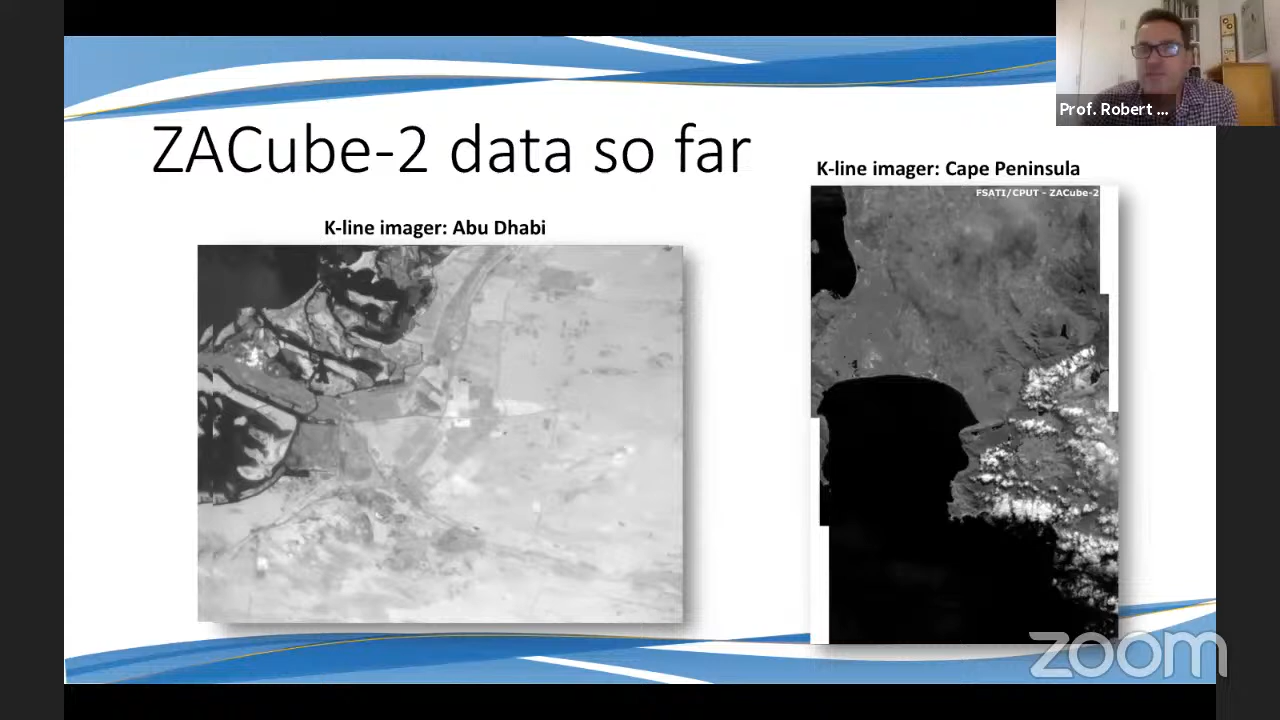 Prof. Robert ...
ZACube-2 data so far
K-line imager: Cape Peninsula
FSATI/CPUT - ZACube-2
K-line imager: Abu Dhabi
zoom